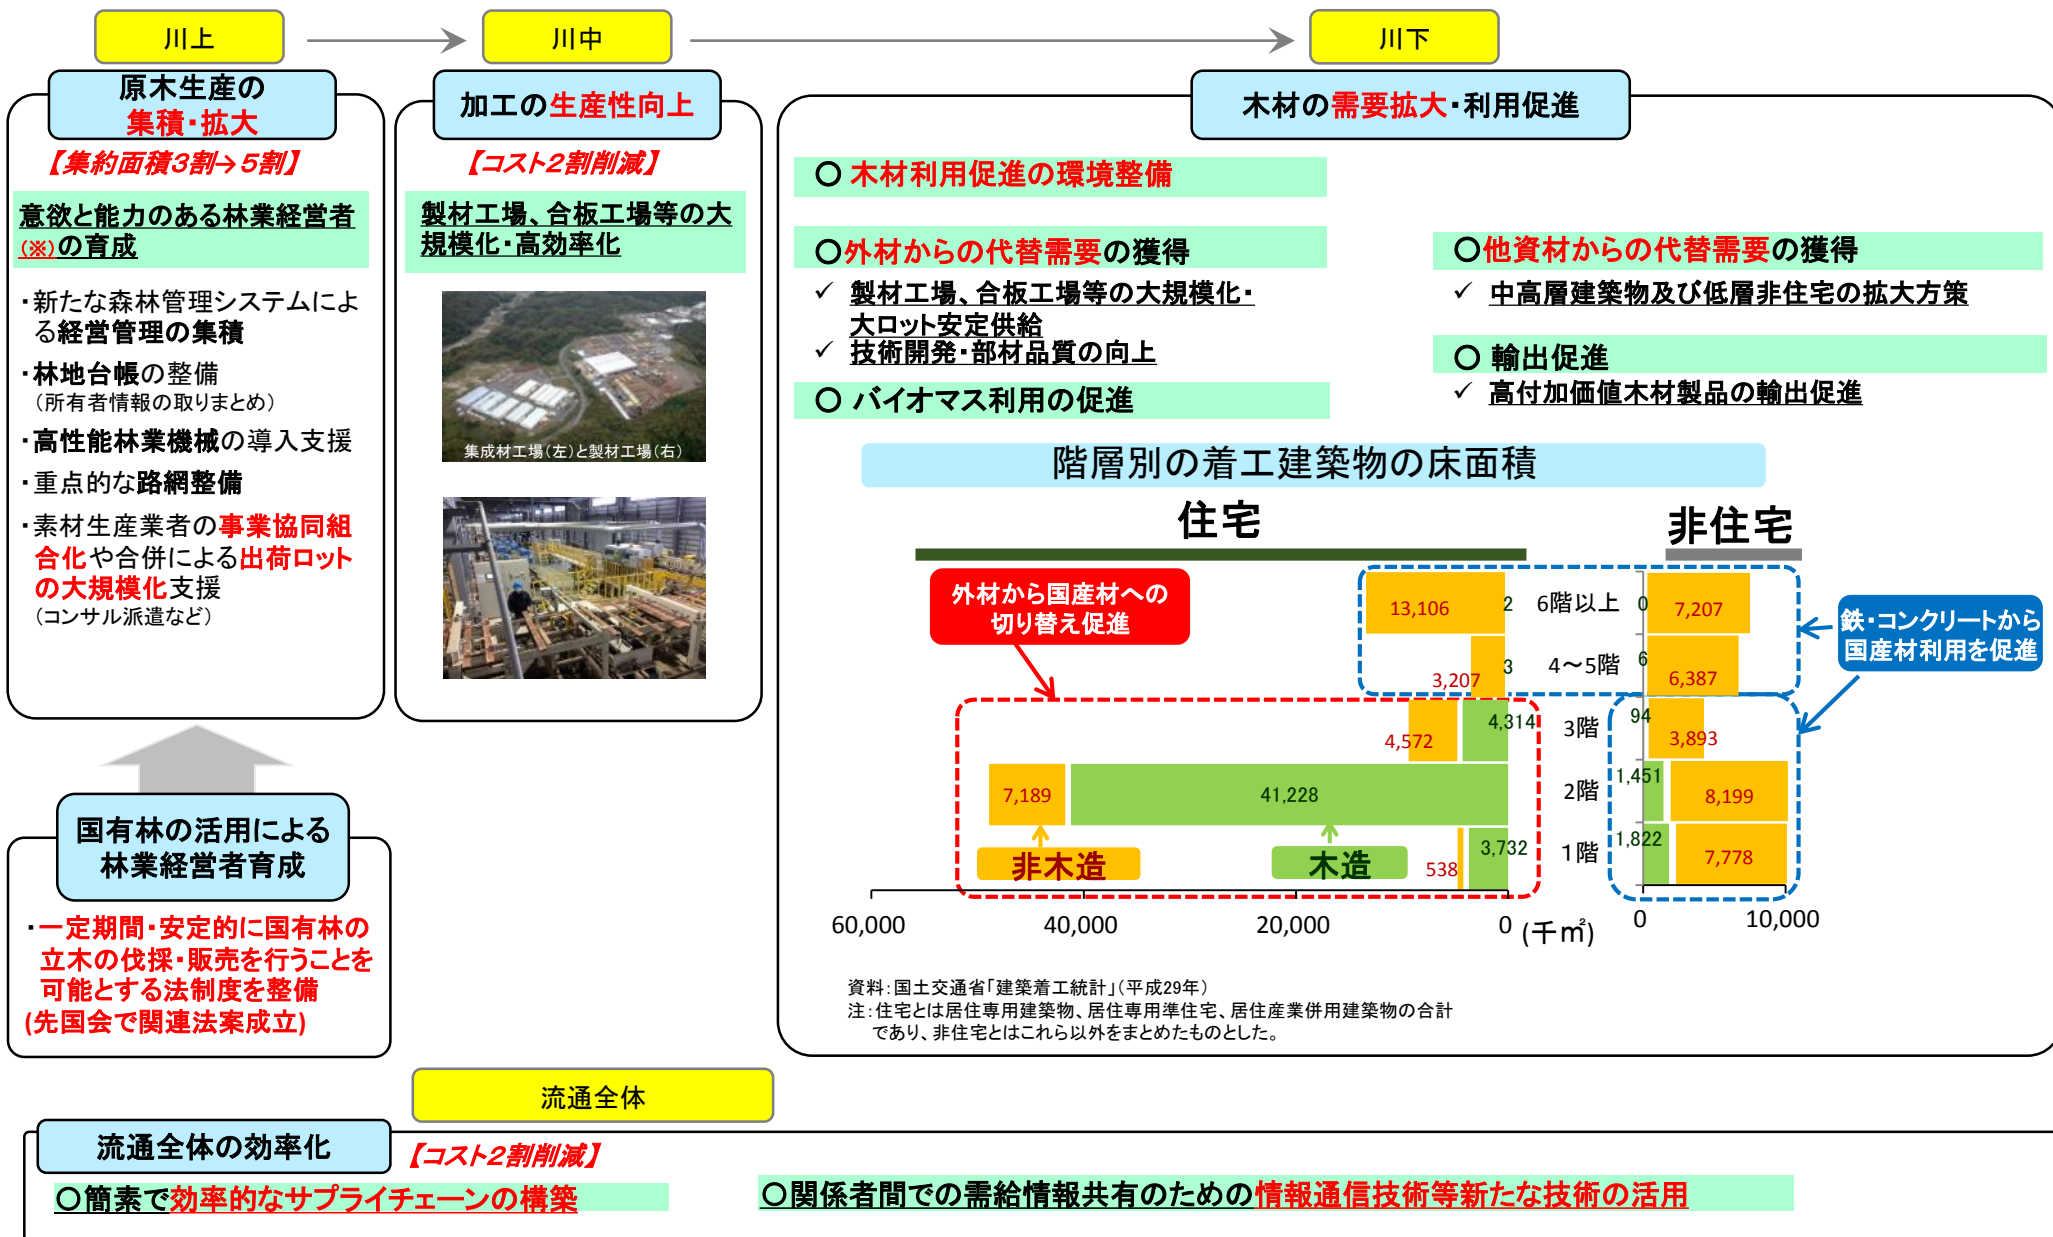 川上
川中
川下
原木生産の
集積・拡大
【集約面積3割→5割】
意欲と能力のある林業経営者
(※)の育成
・新たな森林管理システムによ
る経営管理の集積
・林地台帳の整備
（所有者情報の取りまとめ）
・高性能林業機械の導入支援
・重点的な路網整備
・素材生産業者の事業協同組
合化や合併による出荷ロット
の大規模化支援
（コンサル派遣など）
国有林の活用による
林業経営者育成
・一定期間・安定的に国有林の
立木の伐採・販売を行うことを
可能とする法制度を整備
(先国会で関連法案成立)
加工の生産性向上
【コスト2割削減】
製材工場、合板工場等の大
規模化・高効率化
集成材工場（左）と製材工場（右）
木材の需要拡大・利用促進
○ 木材利用促進の環境整備
○外材からの代替需要の獲得
✓ 製材工場、合板工場等の大規模化・
大ロット安定供給
✓ 技術開発・部材品質の向上
○ バイオマス利用の促進
○他資材からの代替需要の獲得
✓ 中高層建築物及び低層非住宅の拡大方策
○ 輸出促進
✓ 高付加価値木材製品の輸出促進
階層別の着工建築物の床面積
住宅
非住宅
外材から国産材への
切り替え促進
鉄・コンクリートから
国産材利用を促進
13,106 2 6階以上 0 7,207
3,207 3 4～5階 6 6,387
4,572 4,314 3階 94 3,893
7,189 41,228 2階 1,451 8,199
538 3,732 1階 1,822 7,778
非木造
木造
60,000 40,000 20,000 0 (千㎡) 0 10,000
資料：国土交通省「建築着工統計」（平成29年）
注：住宅とは居住専用建築物、居住専用準住宅、居住産業併用建築物の合計
であり、非住宅とはこれら以外をまとめたものとした。
流通全体
流通全体の効率化
【コスト2割削減】
○簡素で効率的なサプライチェーンの構築
○関係者間での需給情報共有のための情報通信技術等新たな技術の活用